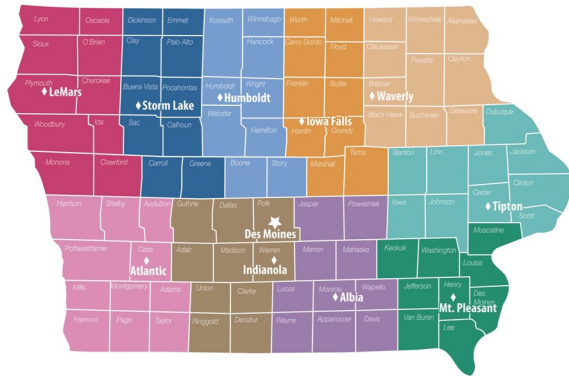 Lyon
Osceola
Dickinson
Emmet
Kossuth
Winnebago
Worth
Mitchell
Howard
Winneshiek
Allamakee
Sioux
O'Brien
Clay
Palo Alto
Hancock
Cerro Gordo
Floyd
Chickasaw
Fayette
Clayton
Plymouth
Cherokee
Buena Vista
Pocahontas
Humboldt
Wright
Franklin
Butler
Bremer
LeMars
Storm Lake
Humboldt
Iowa Falls
Waverly
Woodbury
Ida
Sac
Calhoun
Webster
Hamilton
Hardin
Grundy
Black Hawk
Buchanan
Delaware
Dubuque
Monona
Crawford
Carroll
Greene
Boone
Story
Marshall
Tama
Benton
Linn
Jones
Jackson
Clinton
Cedar
Tipton
Scott
Harrison
Shelby
Audubon
Guthrie
Dallas
Polk
Jasper
Poweshiek
Iowa
Johnson
Muscatine
Des Moines
Pottawattamie
Cass
Adair
Madison
Warren
Marion
Mahaska
Keokuk
Washington
Louisa
Atlantic
Indianola
Mills
Montgomery
Adams
Union
Clarke
Lucas
Monroe
Wapello
Jefferson
Henry
Des
Moines
Albia
Mt. Pleasant
Fremont
Page
Taylor
Ringgold
Decatur
Wayne
Appanoose
Davis
Van Buren
Lee